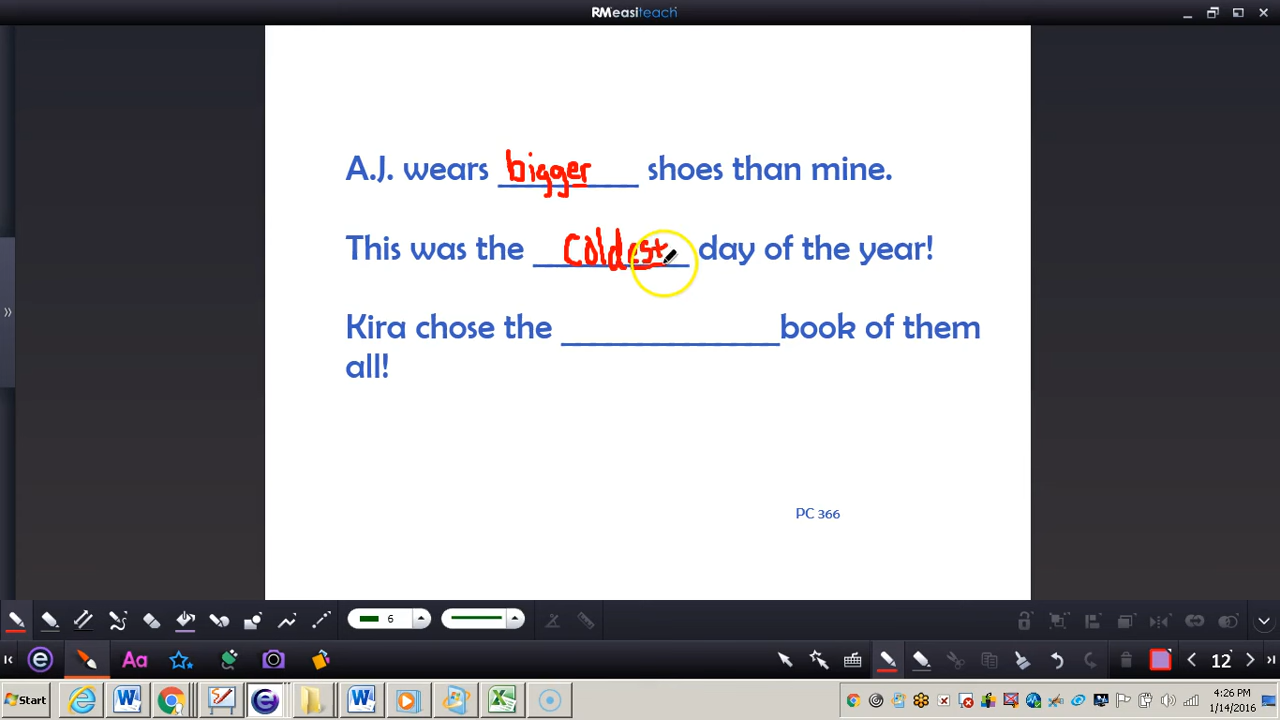 RMeasiteach
A.J. wears bigger shoes than mine.
This was the coldest day of the year!
Kira chose the ______________book of them
all!
PC 366
6
Aa
12
Start
4:26 PM
1/14/2016